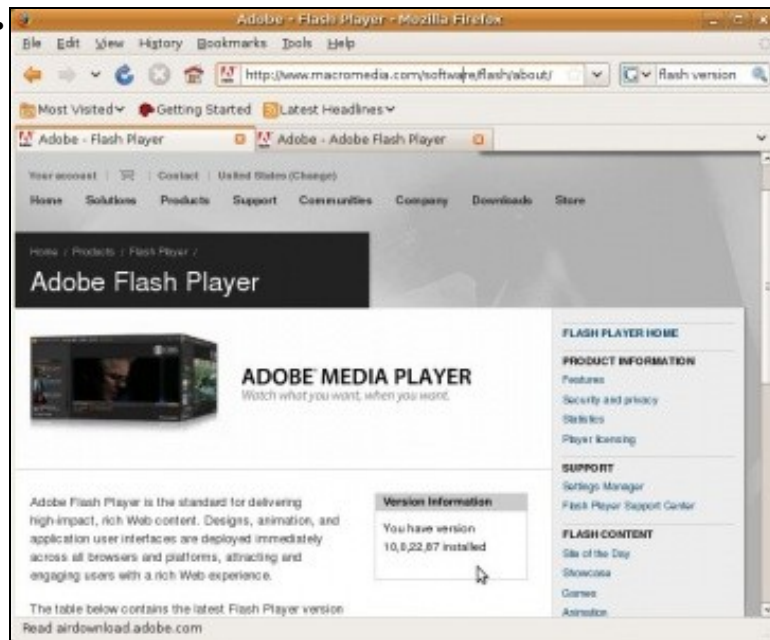 Adobe - Flash Player - Mozilla Firefox
File Edit View History Bookmarks Tools Help
http://www.macromedia.com/software/flash/about/ flash version
Most Visited Getting Started Latest Headlines
Adobe - Flash Player Adobe - Adobe Flash Player
Your account | | Contact | United States (Change)
Home Solutions Products Support Communities Company Downloads Store
Home / Products / Flash Player /
Adobe Flash Player
ADOBE MEDIA PLAYER
Watch what you want, when you want.
Adobe Flash Player is the standard for delivering
high-impact, rich Web content. Designs, animation, and
application user interfaces are deployed immediately
across all browsers and platforms, attracting and
engaging users with a rich Web experience.
The table below contains the latest Flash Player version
Version Information
You have version
10,0,22,87 installed
FLASH PLAYER HOME
PRODUCT INFORMATION
Features
Security and privacy
Statistics
Player licensing
SUPPORT
Settings Manager
Flash Player Support Center
FLASH CONTENT
Site of the Day
Showcase
Games
Animation
Read airdownload.adobe.com